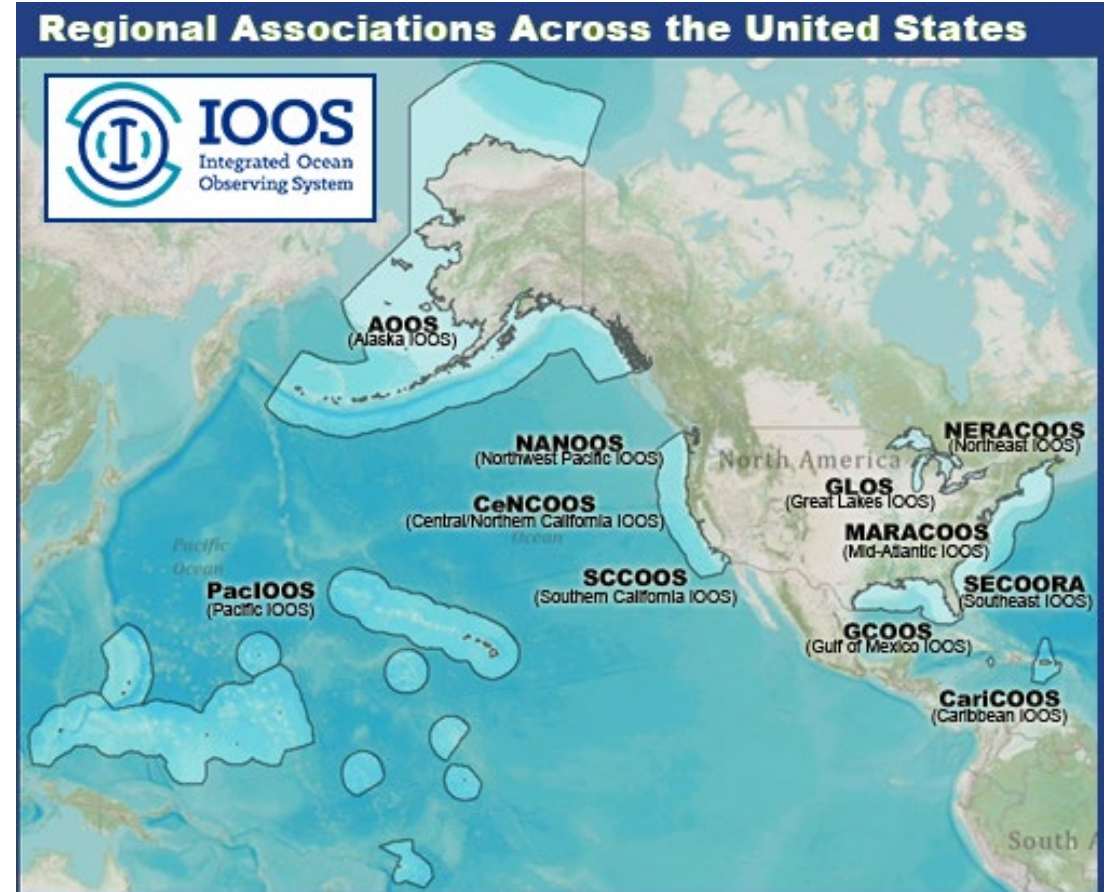 Regional Associations Across the United States
IOOS
Integrated Ocean
Observing System
AOOS
(Alaska IOOS)
NANOOS
(Northwest Pacific IOOS)
NERACOOS
(Northeast IOOS)
North America
GLOS
(Great Lakes IOOS)
CeNCOOS
(Central/Northern California IOOS)
Ocean
MARACOOS
(Mid-Atlantic IOOS)
Pacific
Ocean
SCCOOS
(Southern California IOOS)
SECOORA
(Southeast IOOS)
PacIOOS
(Pacific IOOS)
GCOOS
(Gulf of Mexico IOOS)
CariCOOS
(Caribbean IOOS)
South A